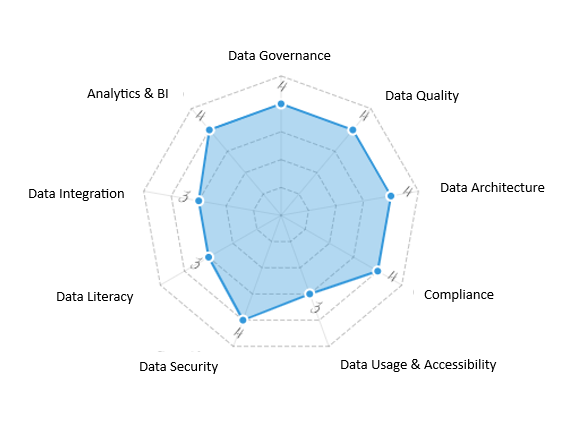 Data Governance
4
Analytics & BI
4
4
Data Quality
Data Integration
3
4
Data Architecture
Data Literacy
3
4
Compliance
3
4
Data Security
Data Usage & Accessibility